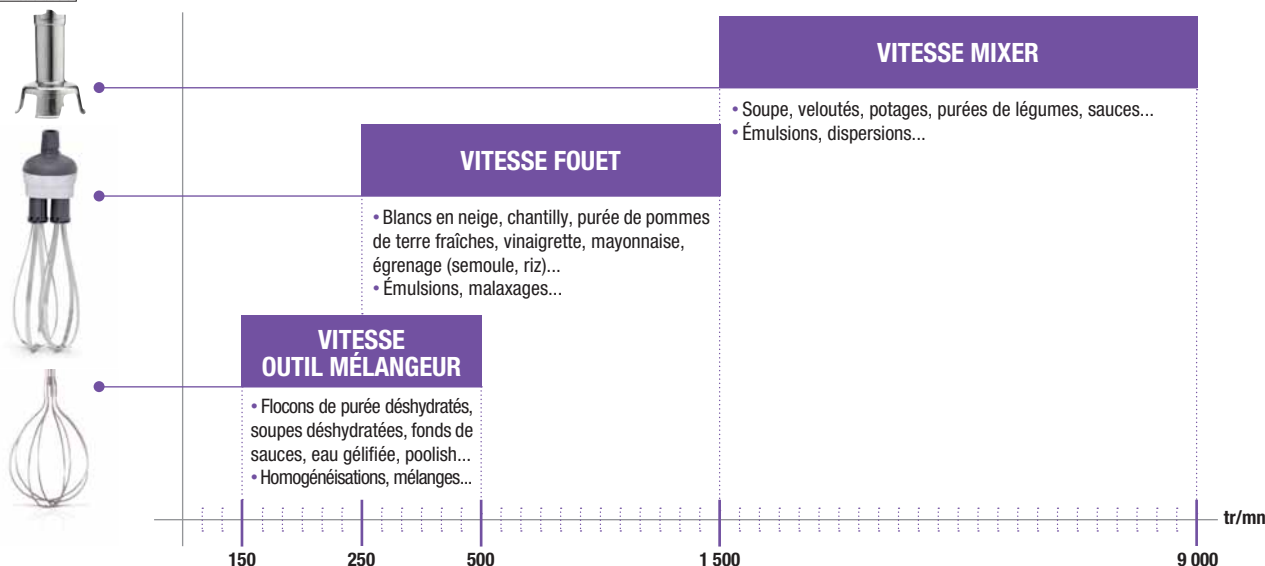 VITESSE MIXER
• Soupe, veloutés, potages, purées de légumes, sauces...
• Émulsions, dispersions...
VITESSE FOUET
• Blancs en neige, chantilly, purée de pommes
de terre fraîches, vinaigrette, mayonnaise,
égrenage (semoule, riz)...
• Émulsions, malaxages...
VITESSE
OUTIL MÉLANGEUR
• Flocons de purée déshydratés,
soupes déshydratées, fonds de
sauces, eau gélifiée, poolish...
• Homogénéisations, mélanges...
tr/mn
150 250 500 1 500 9 000